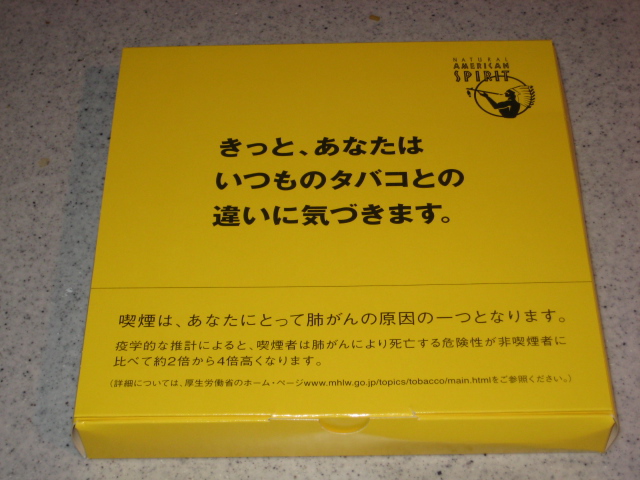 NATURAL
AMERICAN
SPIRIT
きっと、あなたは
いつものタバコとの
違いに気づきます。
喫煙は、あなたにとって肺がんの原因の一つとなります。
疫学的な推計によると、喫煙者は肺がんにより死亡する危険性が非喫煙者に
比べて約2倍から4倍高くなります。
(詳細については、厚生労働省のホーム・ページwww.mhlw.go.jp/topics/tobacco/main.htmlをご参照ください。)